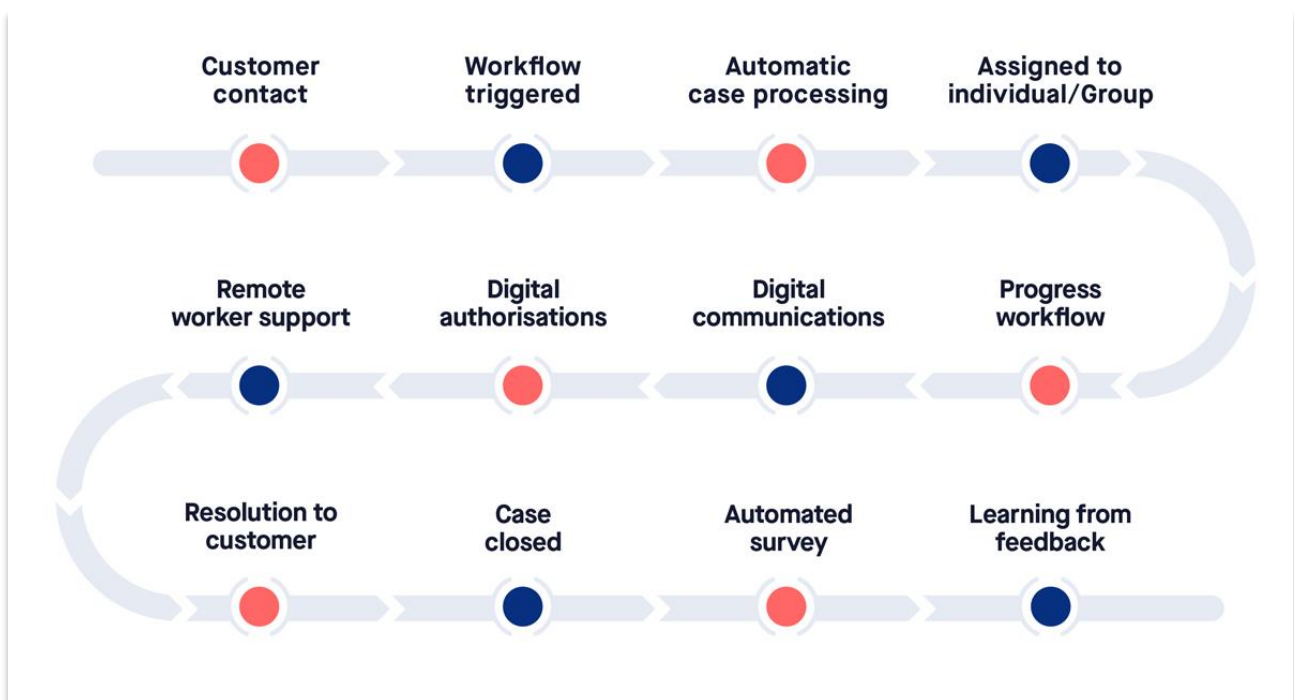 Customer
contact
Workflow
triggered
Automatic
case processing
Assigned to
individual/Group
Progress
workflow
Digital
communications
Digital
authorisations
Remote
worker support
Resolution to
customer
Case
closed
Automated
survey
Learning from
feedback